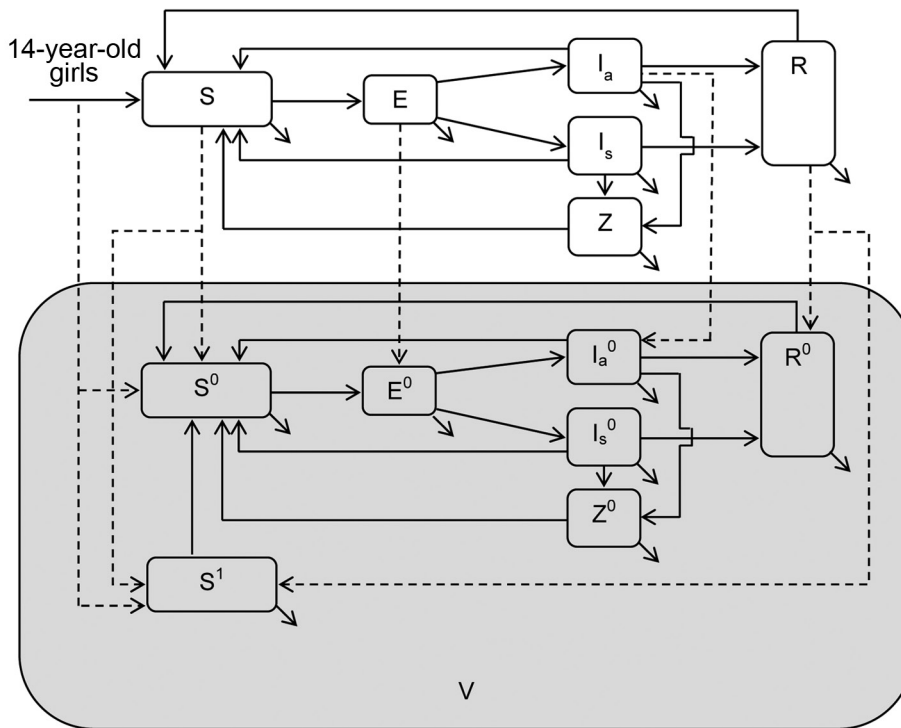 14-year-old
girls
S
E
Iₐ
Iₛ
Z
R
S⁰
E⁰
Iₐ⁰
Iₛ⁰
Z⁰
R⁰
S¹
V